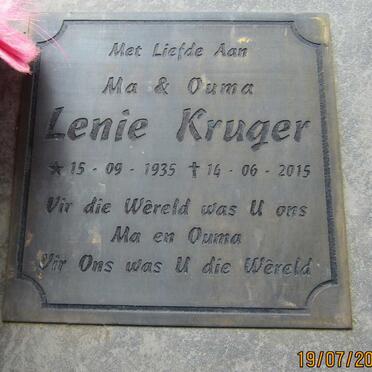 Met Liefde Aan
Ma & Ouma
Lenie Kruger
★ 15 - 09 - 1935 ✝ 14 - 06 - 2015
Vir die Wêreld was U ons
Ma en Ouma
Vir Ons was U die Wêreld
19/07/20